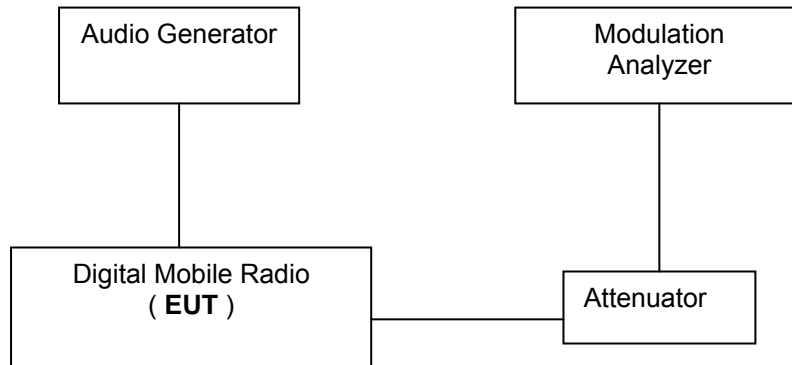 Audio Generator
Modulation
Analyzer
Digital Mobile Radio
( EUT )
Attenuator